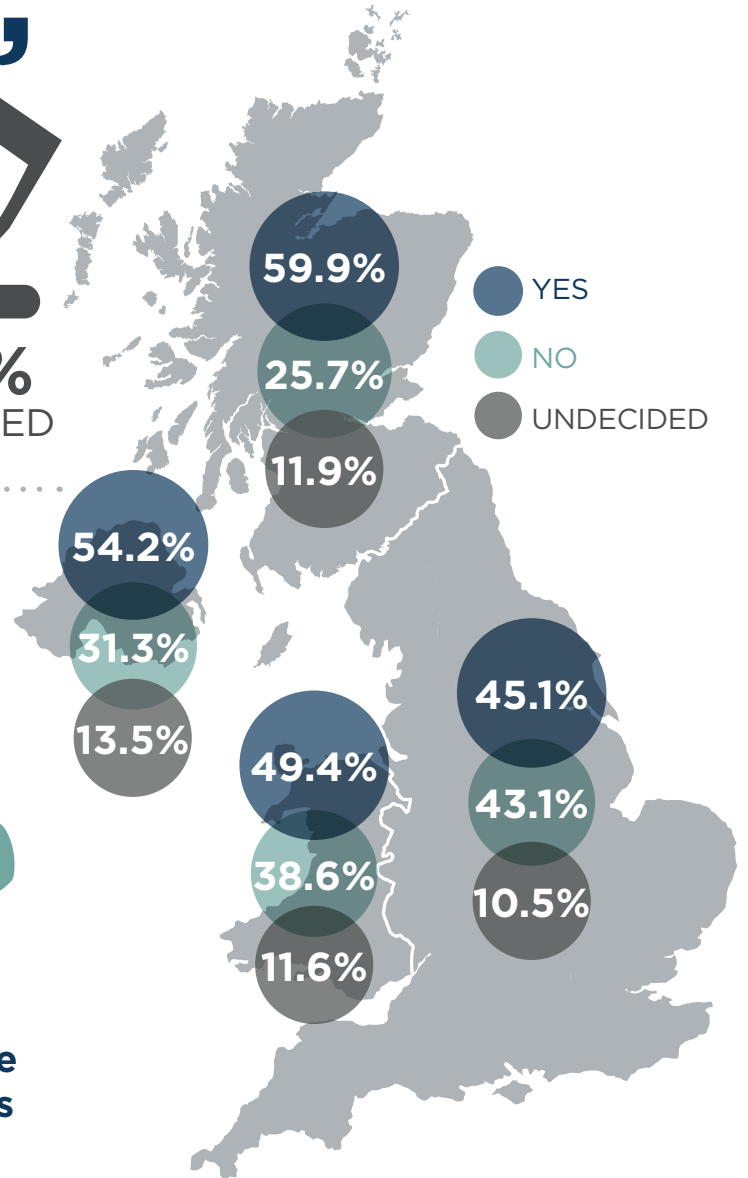 ’
%
ED
e
s
59.9%
25.7%
11.9%
YES
NO
UNDECIDED
54.2%
31.3%
13.5%
49.4%
38.6%
11.6%
45.1%
43.1%
10.5%